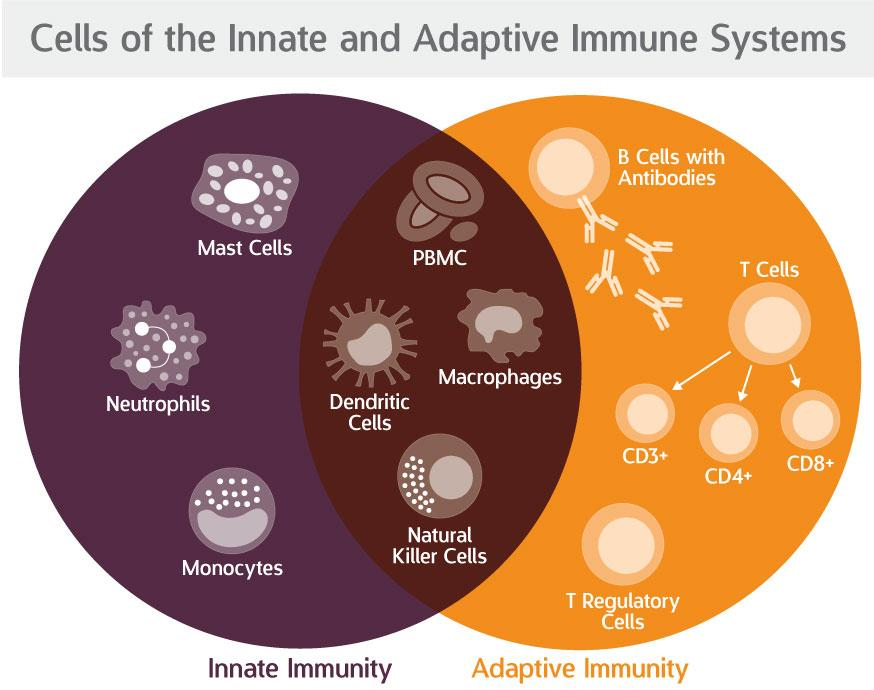 Cells of the Innate and Adaptive Immune Systems
B Cells with
Antibodies
Mast Cells
PBMC
T Cells
Neutrophils
Dendritic
Cells
Macrophages
CD3+
CD4+
CD8+
Monocytes
Natural
Killer Cells
T Regulatory
Cells
Innate Immunity
Adaptive Immunity